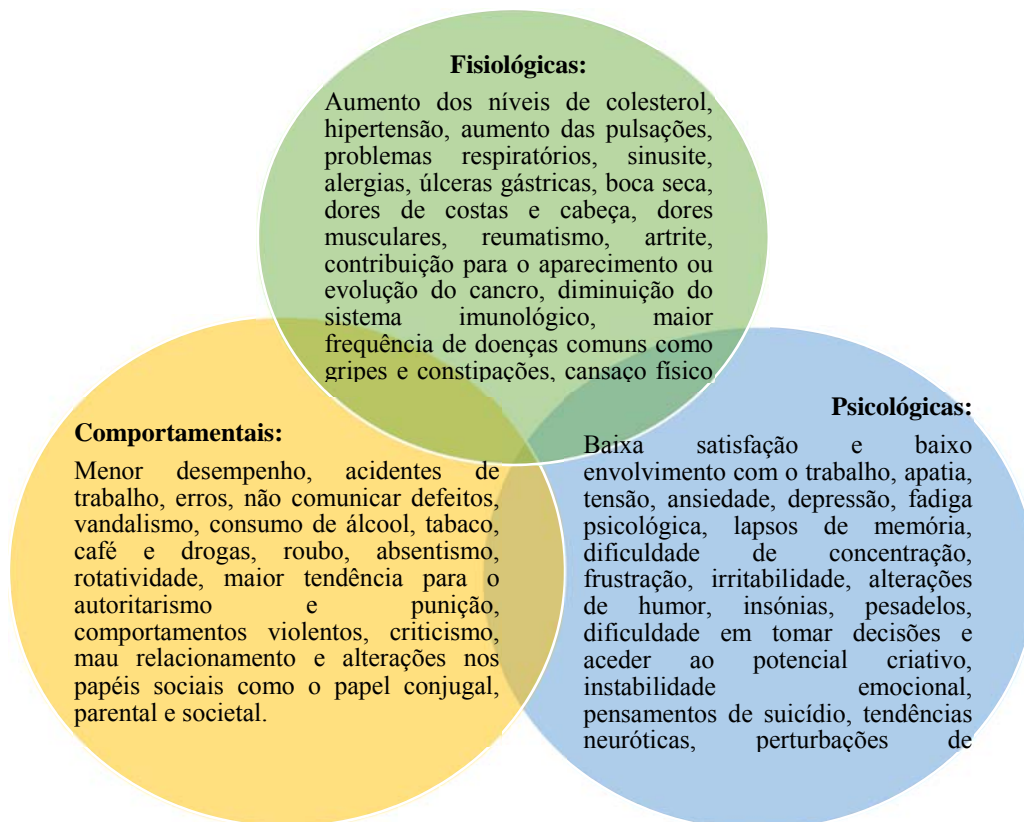 Fisiológicas:
Aumento dos níveis de colesterol,
hipertensão, aumento das pulsações,
problemas respiratórios, sinusite,
alergias, úlceras gástricas, boca seca,
dores de costas e cabeça, dores
musculares, reumatismo, artrite,
contribuição para o aparecimento ou
evolução do cancro, diminuição do
sistema imunológico, maior
frequência de doenças comuns como
gripes e constipações, cansaço físico
Comportamentais:
Menor desempenho, acidentes de
trabalho, erros, não comunicar defeitos,
vandalismo, consumo de álcool, tabaco,
café e drogas, roubo, absentismo,
rotatividade, maior tendência para o
autoritarismo e punição,
comportamentos violentos, criticismo,
mau relacionamento e alterações nos
papéis sociais como o papel conjugal,
parental e societal.
Psicológicas:
Baixa satisfação e baixo
envolvimento com o trabalho, apatia,
tensão, ansiedade, depressão, fadiga
psicológica, lapsos de memória,
dificuldade de concentração,
frustração, irritabilidade, alterações
de humor, insónias, pesadelos,
dificuldade em tomar decisões e
aceder ao potencial criativo,
instabilidade emocional,
pensamentos de suicídio, tendências
neuróticas, perturbações de